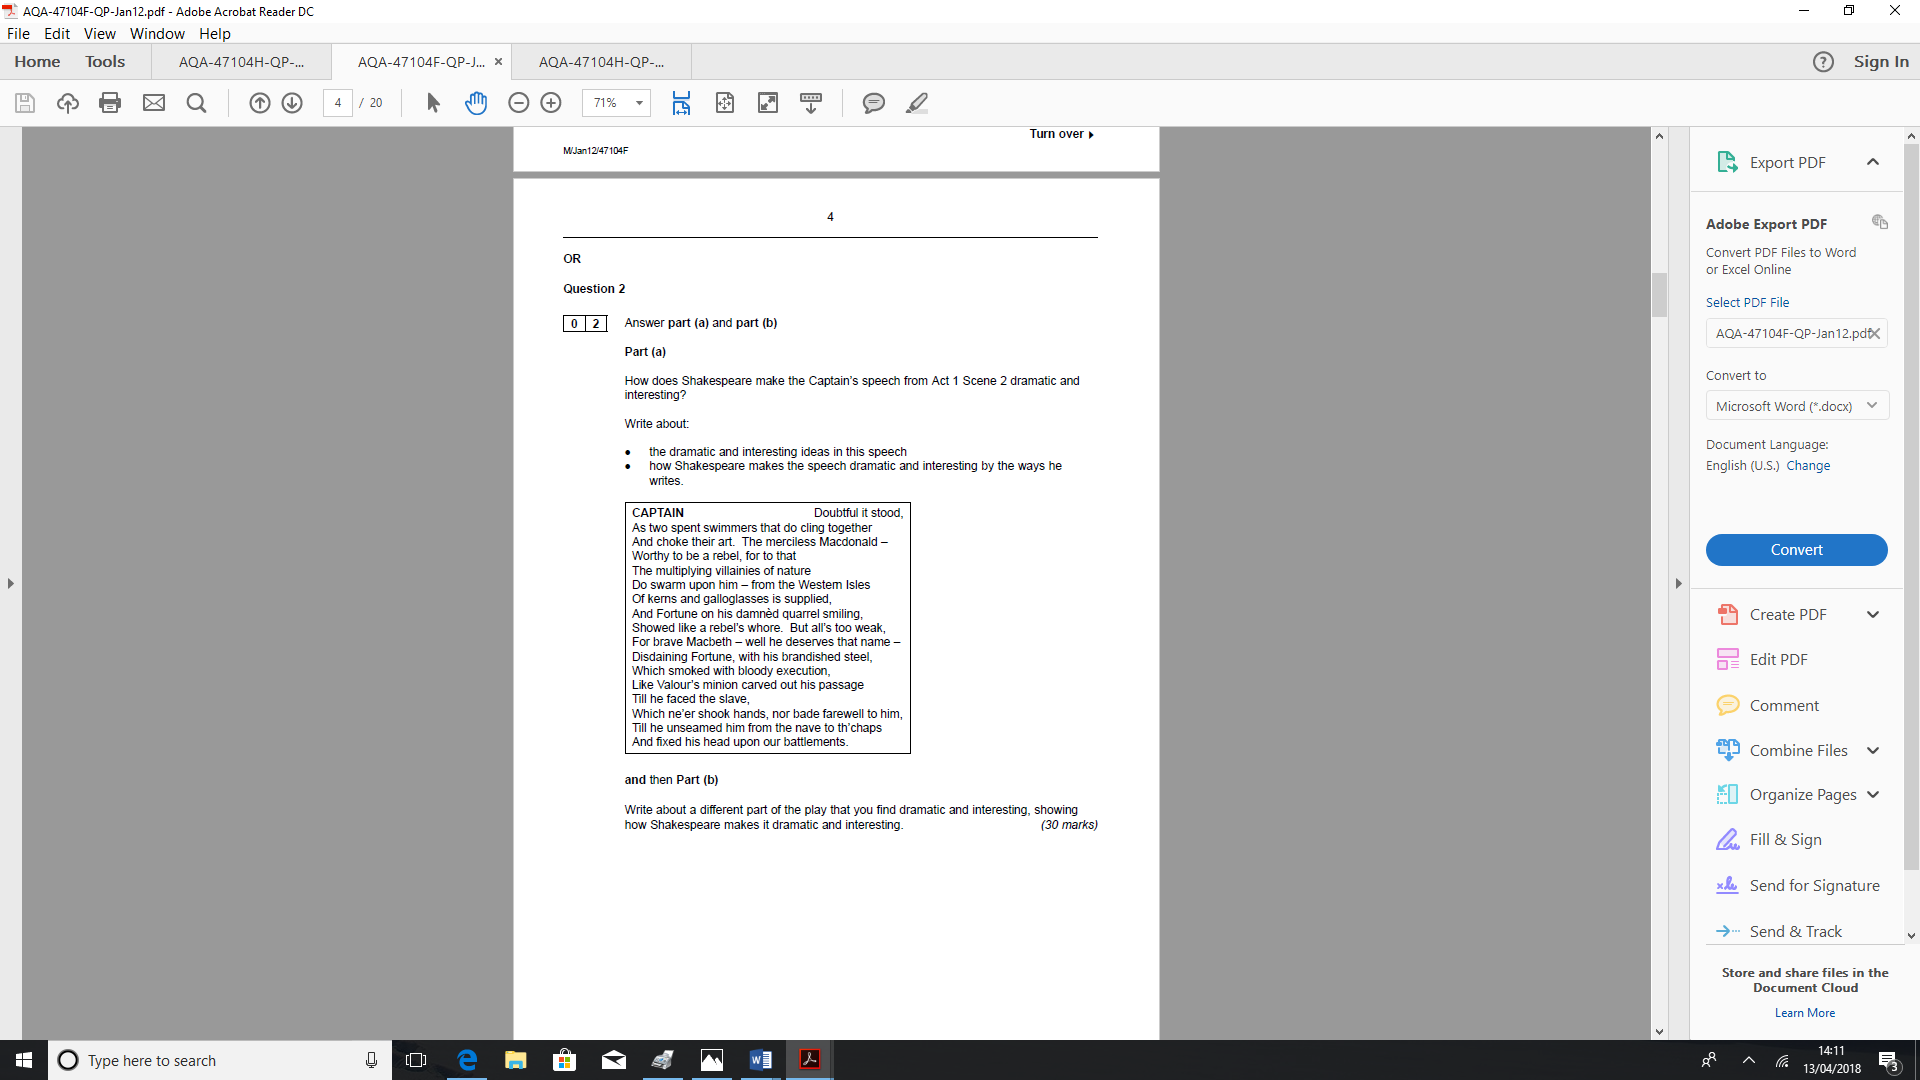 AQA-47104F-QP-Jan12.pdf - Adobe Acrobat Reader DC
File Edit View Window Help
Home Tools AQA-47104H-QP-... AQA-47104F-QP-J... × AQA-47104H-QP-... ? Sign In
4 / 20 71%
Turn over
M/Jan12/47104F
4
OR
Question 2
0 2 Answer part (a) and part (b)
Part (a)
How does Shakespeare make the Captain's speech from Act 1 Scene 2 dramatic and
interesting?
Write about:
• the dramatic and interesting ideas in this speech
• how Shakespeare makes the speech dramatic and interesting by the ways he
writes.
CAPTAIN Doubtful it stood,
As two spent swimmers that do cling together
And choke their art. The merciless Macdonald –
Worthy to be a rebel, for to that
The multiplying villainies of nature
Do swarm upon him – from the Western Isles
Of kerns and galloglasses is supplied,
And Fortune on his damnèd quarrel smiling,
Showed like a rebel's whore. But all's too weak,
For brave Macbeth – well he deserves that name –
Disdaining Fortune, with his brandished steel,
Which smoked with bloody execution,
Like Valour's minion carved out his passage
Till he faced the slave,
Which ne'er shook hands, nor bade farewell to him,
Till he unseamed him from the nave to th'chaps
And fixed his head upon our battlements.
and then Part (b)
Write about a different part of the play that you find dramatic and interesting, showing
how Shakespeare makes it dramatic and interesting. (30 marks)
Export PDF
Adobe Export PDF
Convert PDF Files to Word
or Excel Online
Select PDF File
AQA-47104F-QP-Jan12.pdf
Convert to
Microsoft Word (*.docx)
Document Language:
English (U.S.) Change
Convert
Create PDF
Edit PDF
Comment
Combine Files
Organize Pages
Fill & Sign
Send for Signature
Send & Track
Store and share files in the
Document Cloud
Learn More
Type here to search
14:11
13/04/2018
3